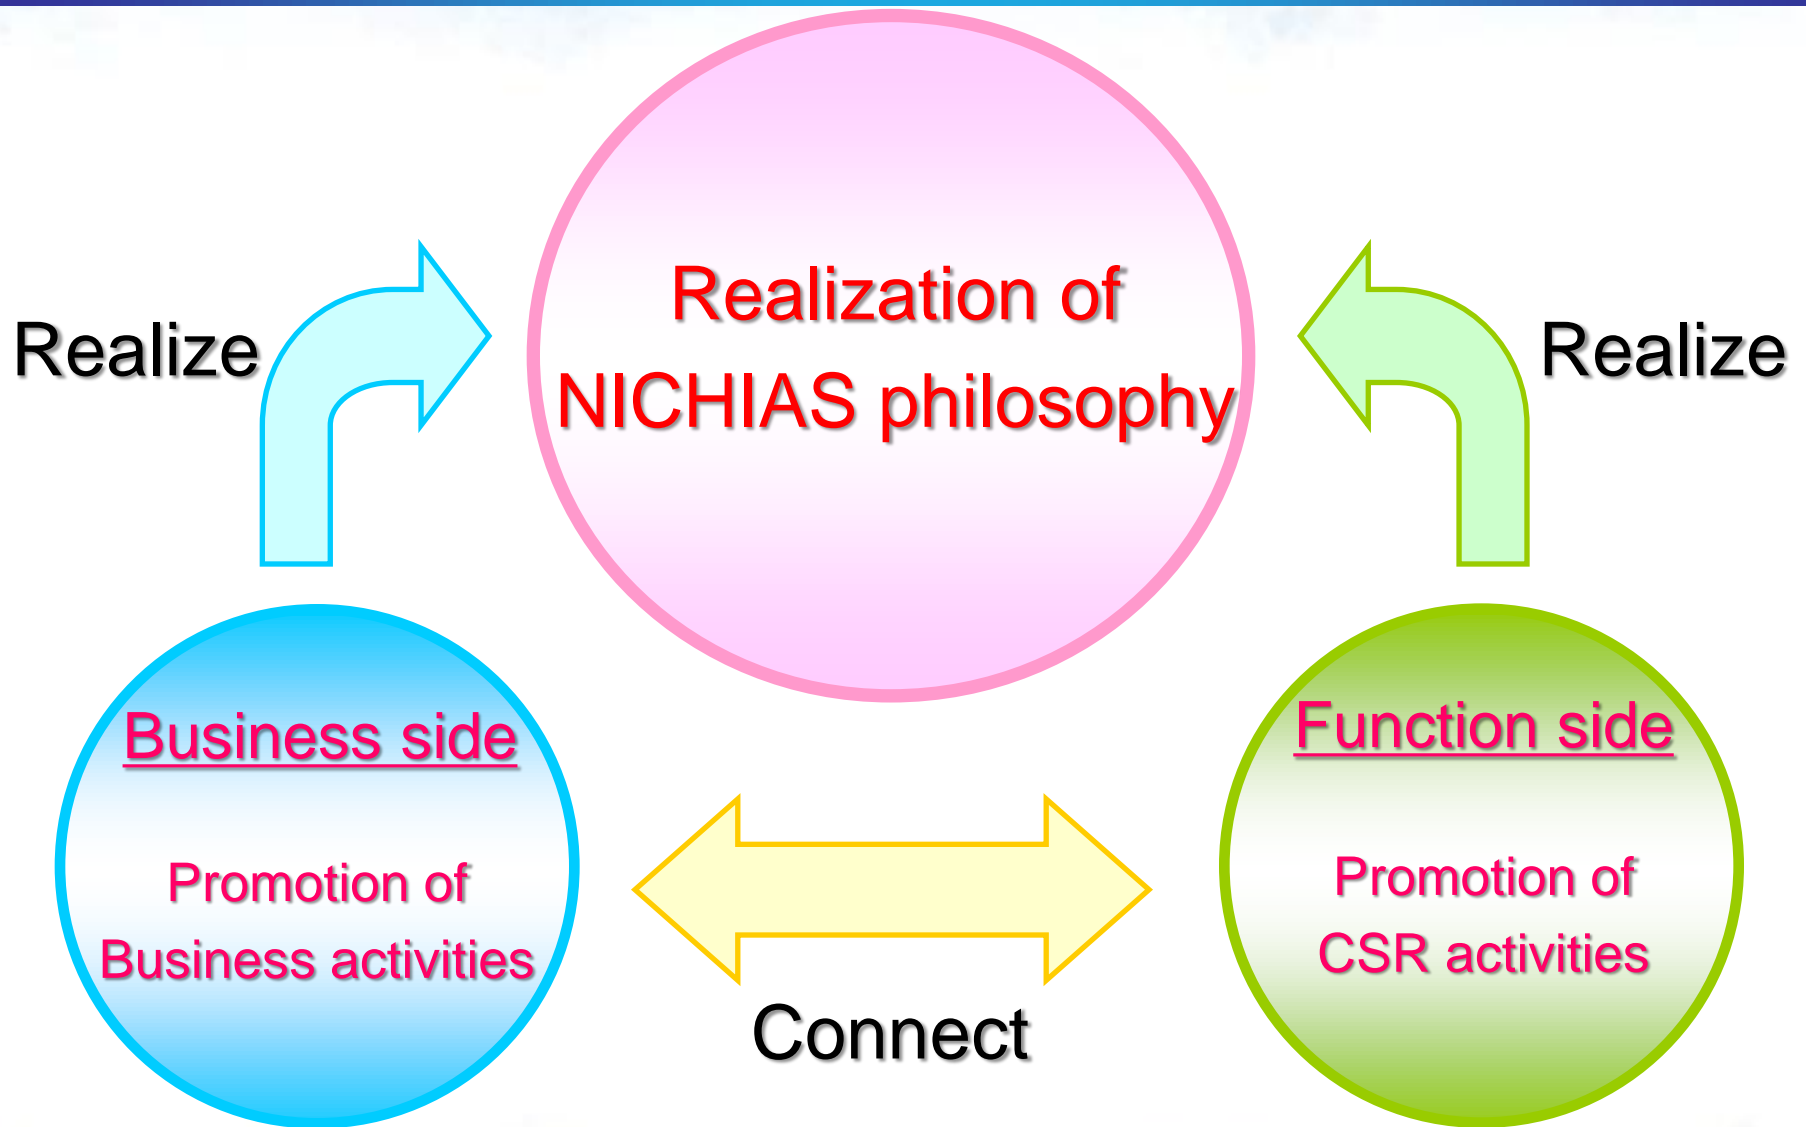 Realization of
NICHIAS philosophy
Realize
Realize
Business side
Promotion of
Business activities
Function side
Promotion of
CSR activities
Connect